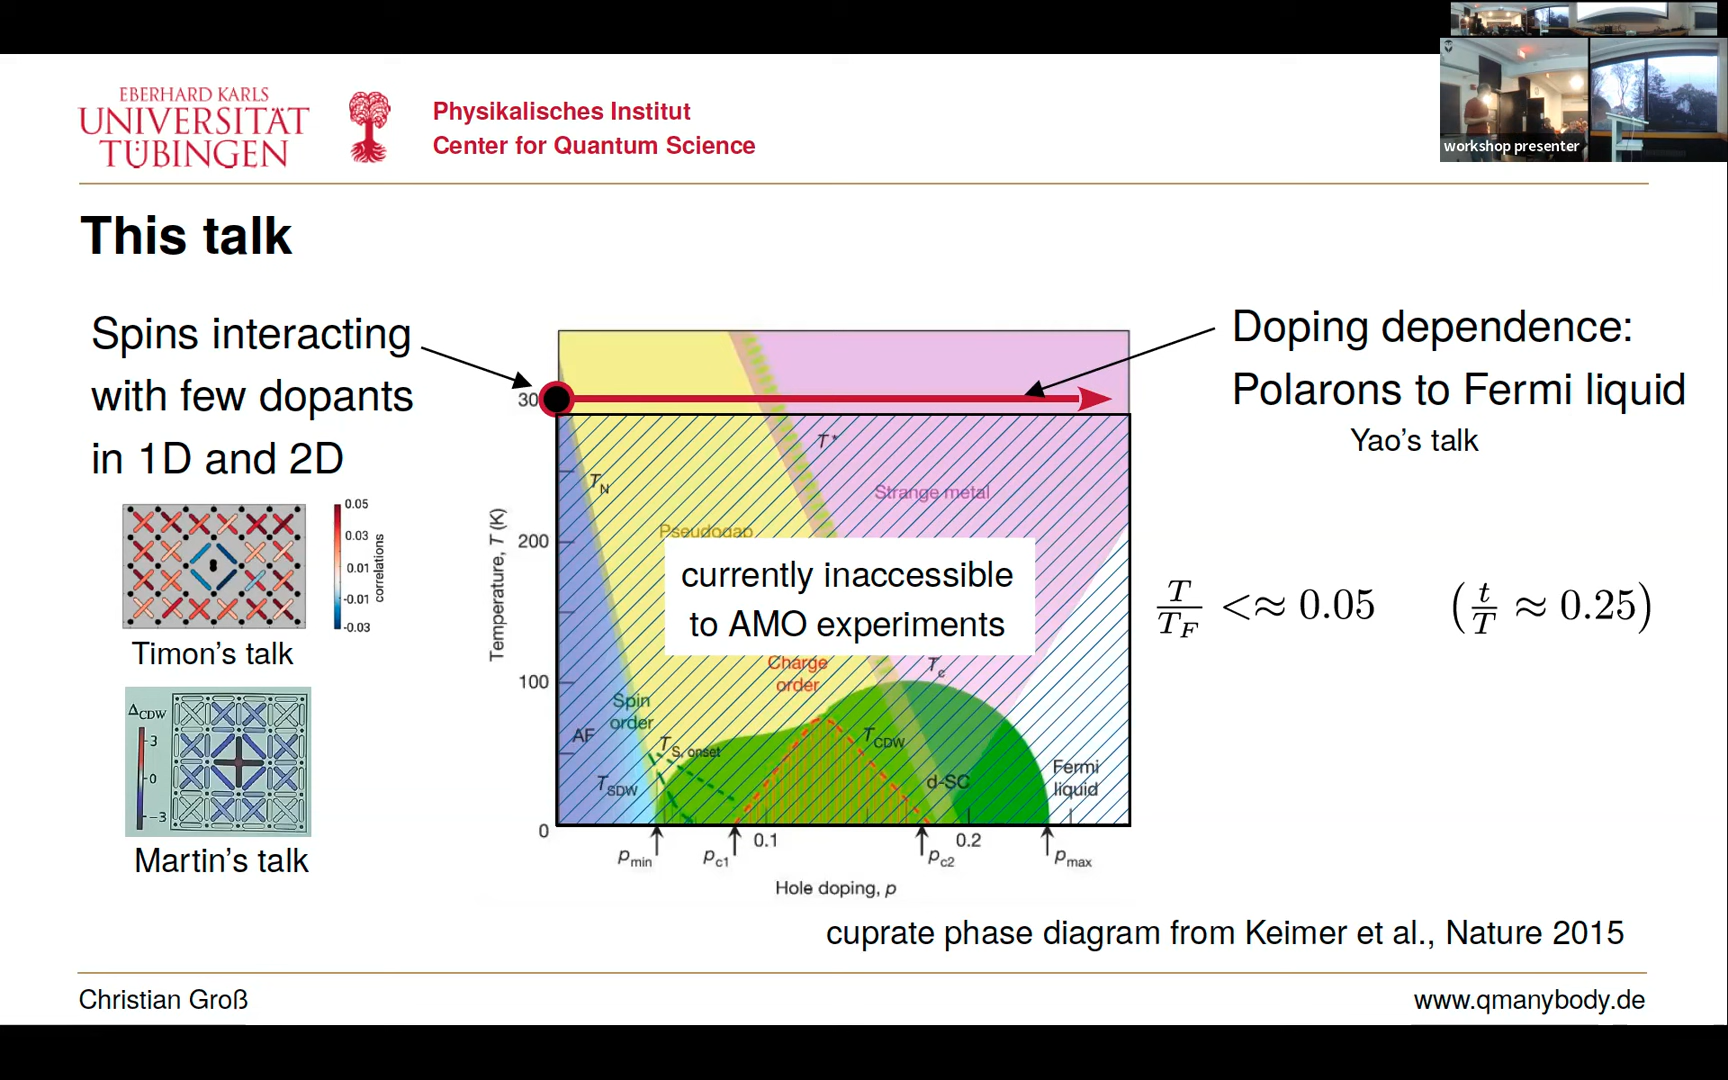 workshop presenter
EBERHARD KARLS
UNIVERSITÄT
TÜBINGEN
Physikalisches Institut
Center for Quantum Science
This talk
Spins interacting
with few dopants
in 1D and 2D
0.05
0.03
0.01
-0.01
-0.03
correlations
Timon's talk
Δ_CDW
3
0
−3
Martin's talk
Temperature, T (K)
30
200
100
0
T_N
T*
Strange metal
Pseudogap
currently inaccessible
to AMO experiments
Charge
order
T_c
Spin
order
AF
T_S, onset
T_CDW
T_SDW
d-SC
Fermi
liquid
0.1
0.2
p_min
p_c1
p_c2
p_max
Hole doping, p
Doping dependence:
Polarons to Fermi liquid
Yao's talk
T/T_F <≈ 0.05 (t/T ≈ 0.25)
cuprate phase diagram from Keimer et al., Nature 2015
Christian Groß
www.qmanybody.de